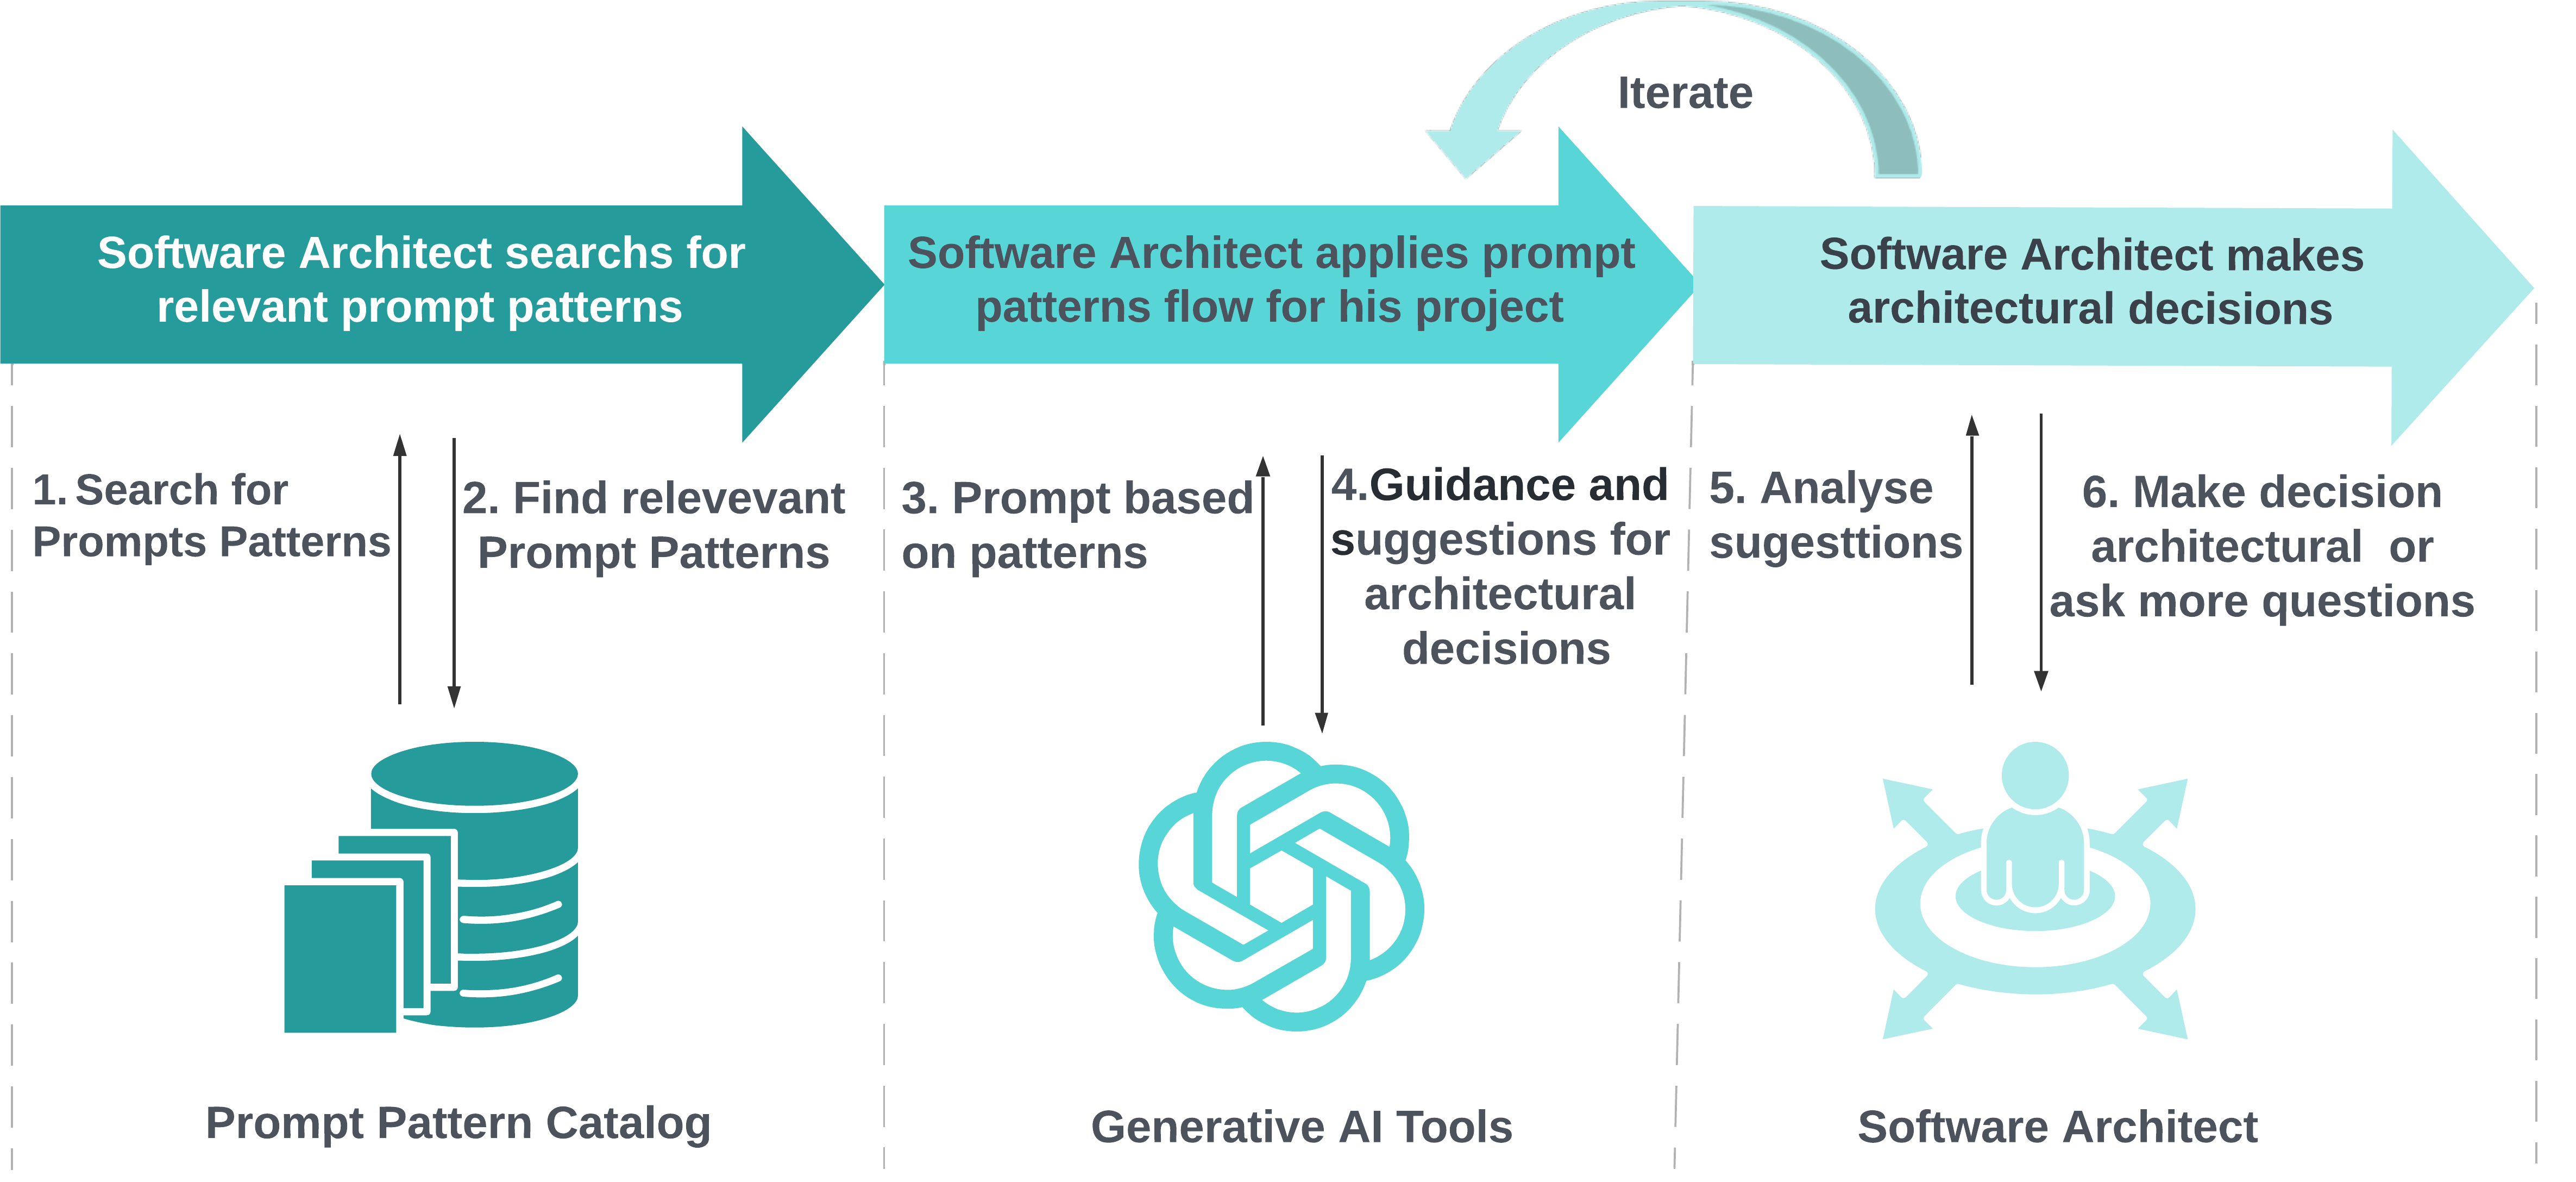 Iterate
Software Architect searchs for
relevant prompt patterns
Software Architect applies prompt
patterns flow for his project
Software Architect makes
architectural decisions
1. Search for
Prompts Patterns
2. Find relevevant
Prompt Patterns
3. Prompt based
on patterns
4.Guidance and
suggestions for
architectural
decisions
5. Analyse
sugesttions
6. Make decision
architectural  or
ask more questions
Prompt Pattern Catalog
Generative AI Tools
Software Architect